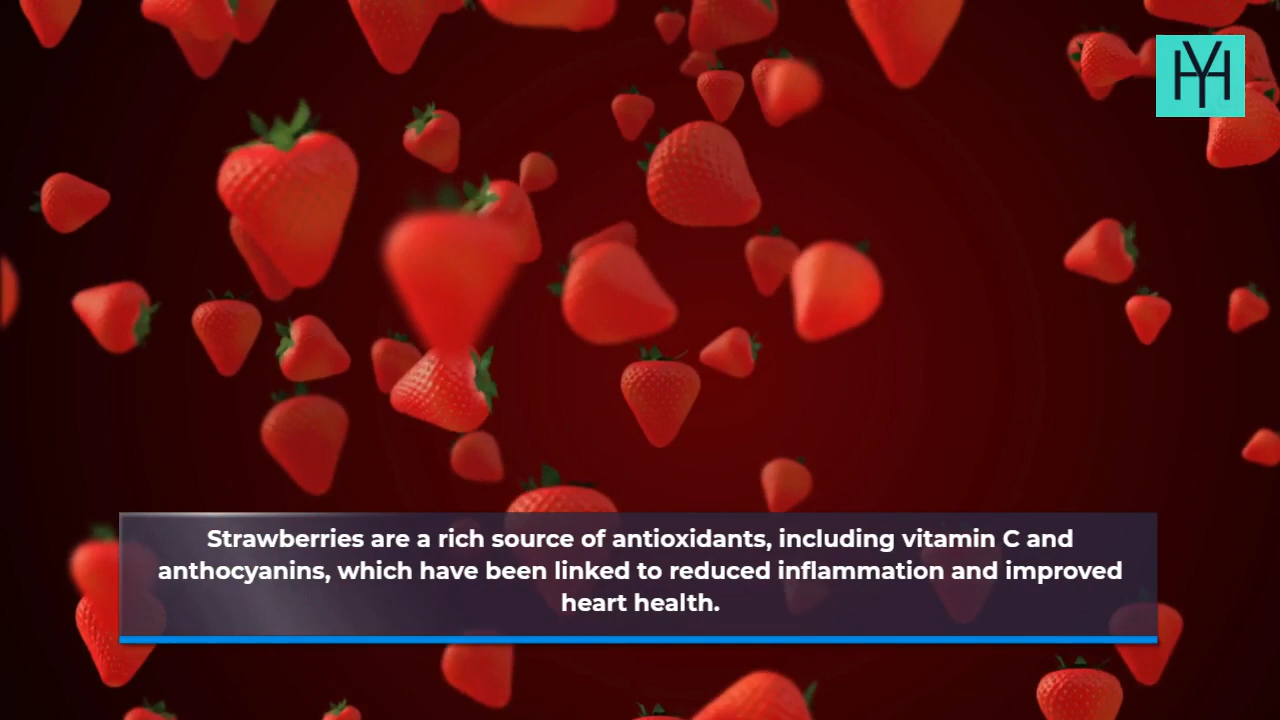 YH
Strawberries are a rich source of antioxidants, including vitamin C and
anthocyanins, which have been linked to reduced inflammation and improved
heart health.